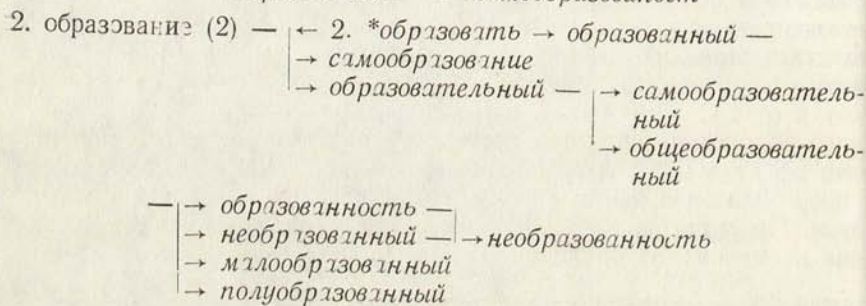 2. образование (2) — ← 2. *образовать → образованный —
→ самообразование
→ образовательный — → самообразователь-
ный
→ общеобразователь-
ный
— → образованность —
→ необразованный — → необразованность
→ малообразованный
→ полуобразованный